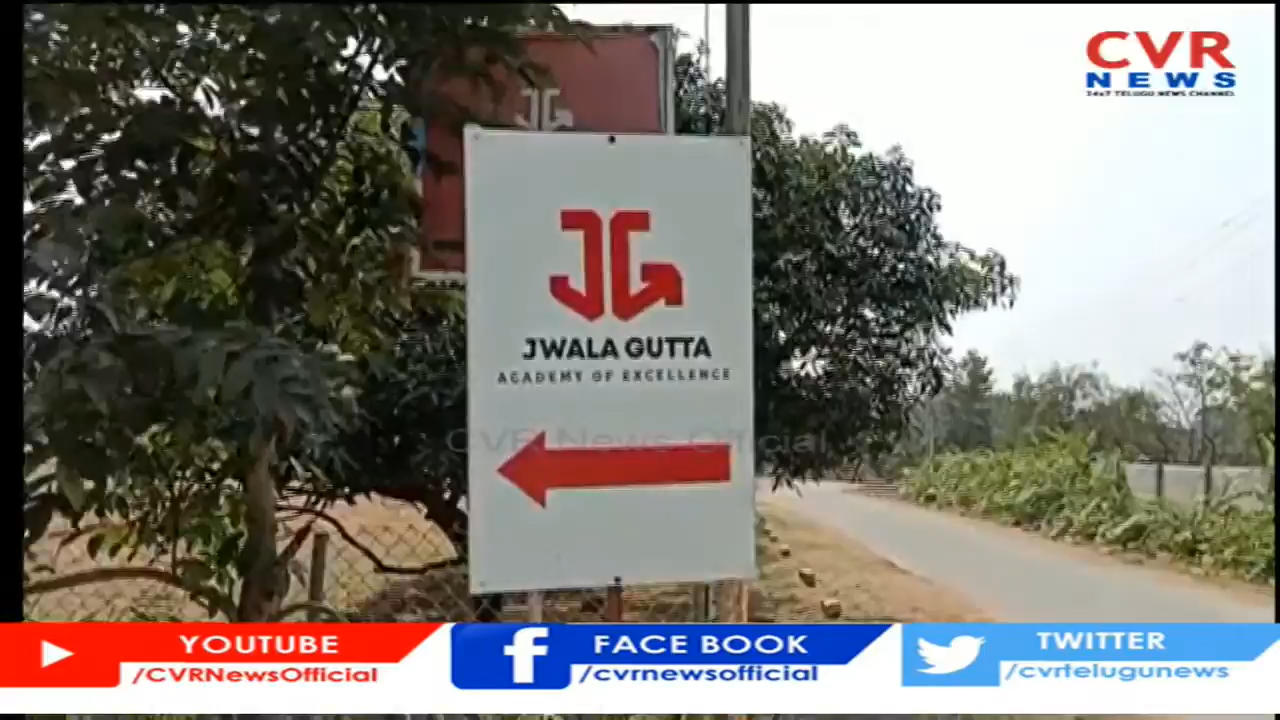 CVR
NEWS
24x7 TELUGU NEWS CHANNEL
JG
JG
JWALA GUTTA
ACADEMY OF EXCELLENCE
CVR News Official
YOUTUBE
/CVRNewsOfficial
FACE BOOK
/cvrnewsofficial
TWITTER
/cvrtelugunews